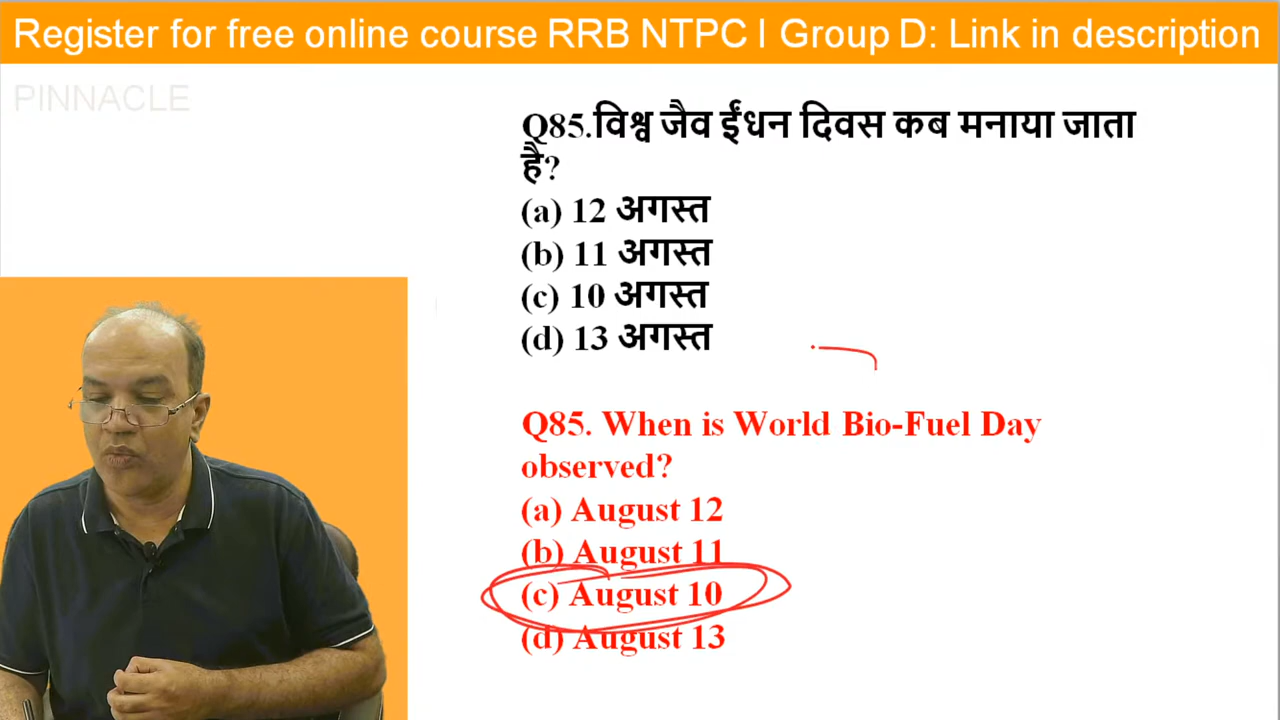 Register for free online course RRB NTPC I Group D: Link in description
PINNACLE
Q85.विश्व जैव ईंधन दिवस कब मनाया जाता
है?
(a) 12 अगस्त
(b) 11 अगस्त
(c) 10 अगस्त
(d) 13 अगस्त
Q85. When is World Bio-Fuel Day
observed?
(a) August 12
(b) August 11
(c) August 10
(d) August 13